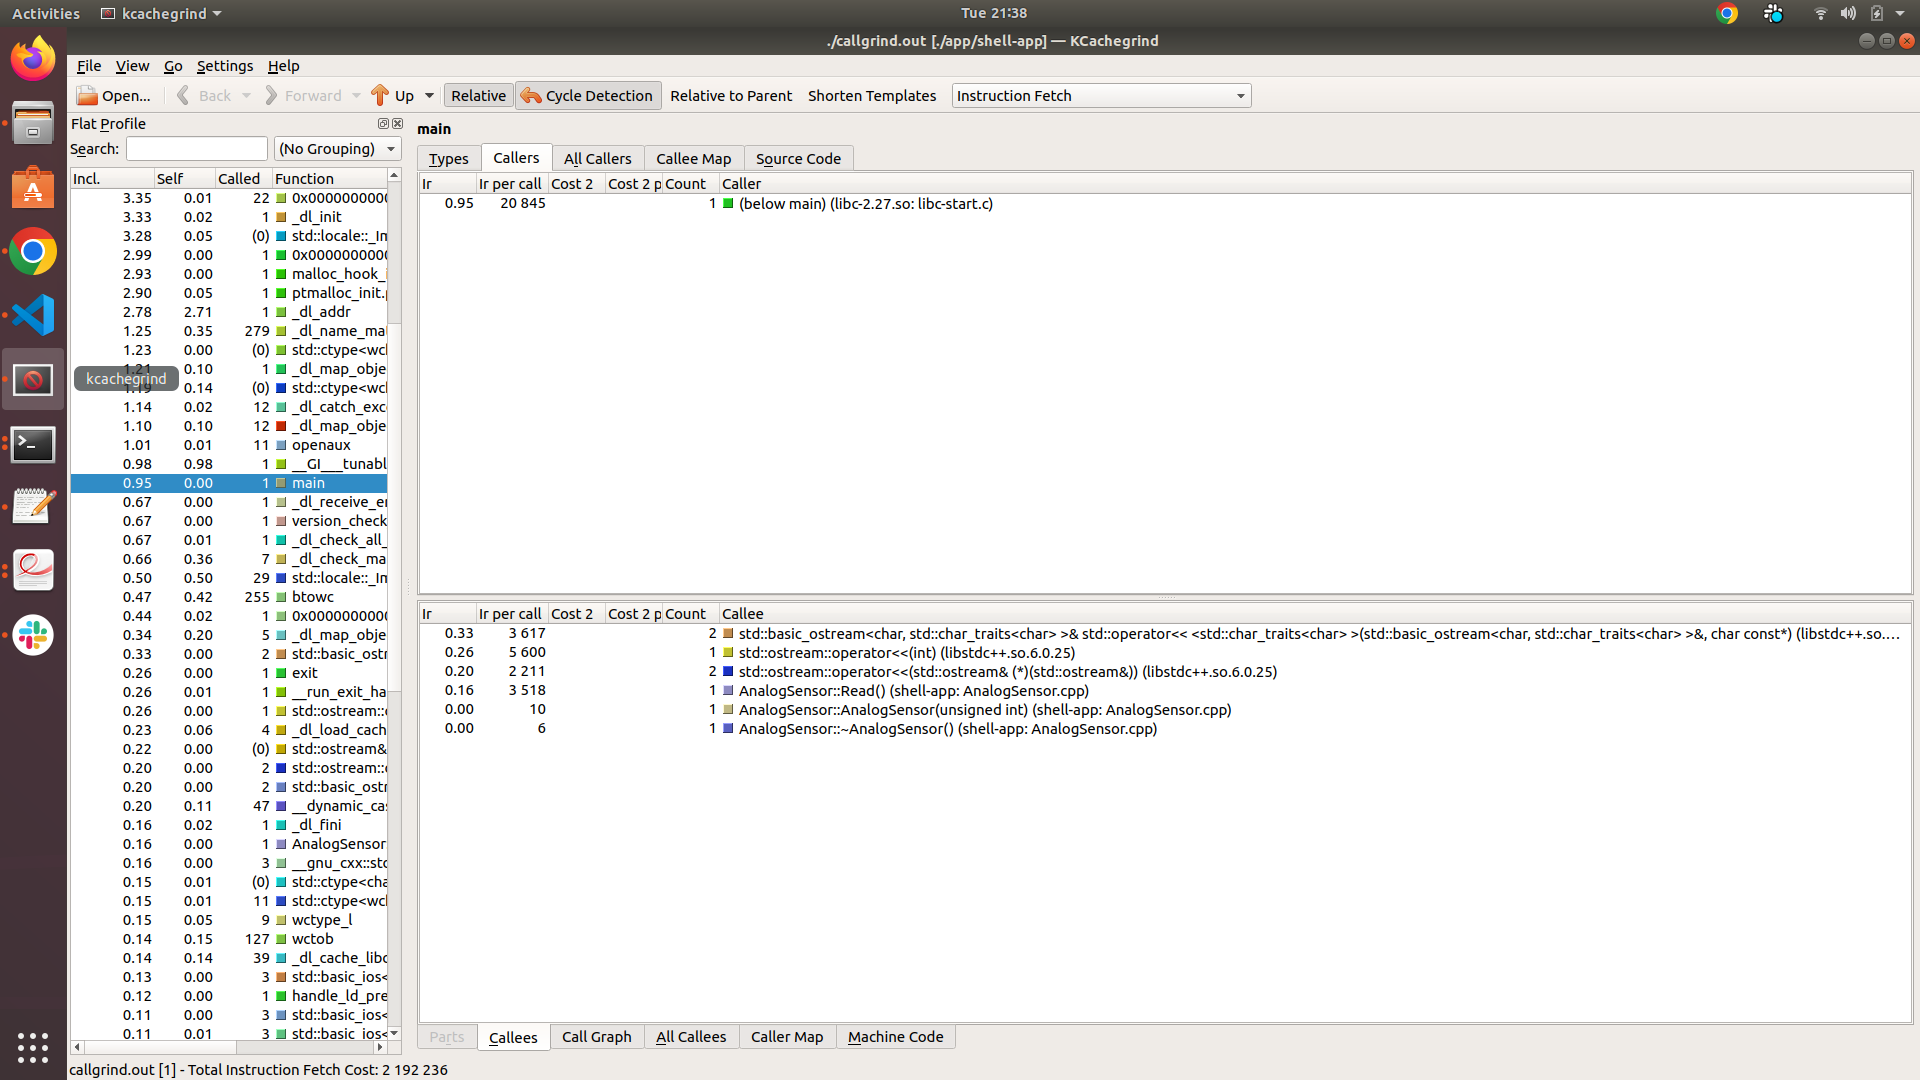 Activities kcachegrind Tue 21:38
./callgrind.out [./app/shell-app] — KCachegrind
File View Go Settings Help
Open... Back Forward Up Relative Cycle Detection Relative to Parent Shorten Templates Instruction Fetch
Flat Profile
Search: (No Grouping)
Incl. Self Called Function
3.35 0.01 22 0x0000000000
3.33 0.02 1 _dl_init
3.28 0.05 (0) std::locale::_Im
2.99 0.00 1 0x0000000000
2.93 0.00 1 malloc_hook_i
2.90 0.05 1 ptmalloc_init.p
2.78 2.71 1 _dl_addr
1.25 0.35 279 _dl_name_mat
1.23 0.00 (0) std::ctype<wch
1.21 0.10 1 _dl_map_obje
kcachegrind
1.19 0.14 (0) std::ctype<wch
1.14 0.02 12 _dl_catch_exc
1.10 0.10 12 _dl_map_obje
1.01 0.01 11 openaux
0.98 0.98 1 __GI___tunabl
0.95 0.00 1 main
0.67 0.00 1 _dl_receive_er
0.67 0.00 1 version_check
0.67 0.01 1 _dl_check_all_
0.66 0.36 7 _dl_check_ma
0.50 0.50 29 std::locale::_Im
0.47 0.42 255 btowc
0.44 0.02 1 0x0000000000
0.34 0.20 5 _dl_map_obje
0.33 0.00 2 std::basic_ostr
0.26 0.00 1 exit
0.26 0.01 1 __run_exit_ha
0.26 0.00 1 std::ostream::o
0.23 0.06 4 _dl_load_cach
0.22 0.00 (0) std::ostream&
0.20 0.00 2 std::ostream::o
0.20 0.00 2 std::basic_ostr
0.20 0.11 47 __dynamic_cas
0.16 0.02 1 _dl_fini
0.16 0.00 1 AnalogSensor
0.16 0.00 3 __gnu_cxx::stc
0.15 0.01 (0) std::ctype<cha
0.15 0.01 11 std::ctype<wch
0.15 0.05 9 wctype_l
0.14 0.15 127 wctob
0.14 0.14 39 _dl_cache_libc
0.13 0.00 3 std::basic_ios<
0.12 0.00 1 handle_ld_pre
0.11 0.00 3 std::basic_ios<
0.11 0.01 3 std::basic_ios<
main
Types Callers All Callers Callee Map Source Code
Ir Ir per call Cost 2 Cost 2 p Count Caller
0.95 20 845 1 (below main) (libc-2.27.so: libc-start.c)
Ir Ir per call Cost 2 Cost 2 p Count Callee
0.33 3 617 2 std::basic_ostream<char, std::char_traits<char> >& std::operator<< <std::char_traits<char> >(std::basic_ostream<char, std::char_traits<char> >&, char const*) (libstdc++.so....
0.26 5 600 1 std::ostream::operator<<(int) (libstdc++.so.6.0.25)
0.20 2 211 2 std::ostream::operator<<(std::ostream& (*)(std::ostream&)) (libstdc++.so.6.0.25)
0.16 3 518 1 AnalogSensor::Read() (shell-app: AnalogSensor.cpp)
0.00 10 1 AnalogSensor::AnalogSensor(unsigned int) (shell-app: AnalogSensor.cpp)
0.00 6 1 AnalogSensor::~AnalogSensor() (shell-app: AnalogSensor.cpp)
Parts Callees Call Graph All Callees Caller Map Machine Code
callgrind.out [1] - Total Instruction Fetch Cost: 2 192 236